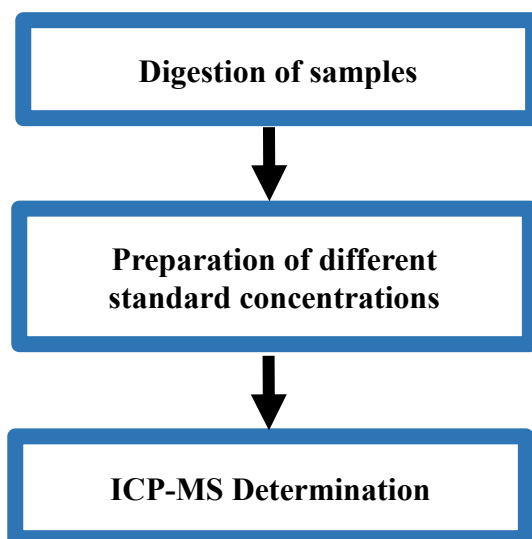 Digestion of samples
Preparation of different
standard concentrations
ICP-MS Determination